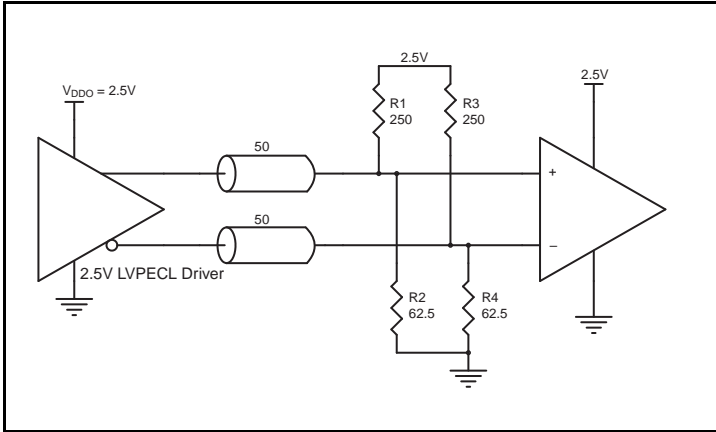 2.5V
2.5V
V_DDO = 2.5V
R1
250
R3
250
50
+
50
–
2.5V LVPECL Driver
R2
62.5
R4
62.5